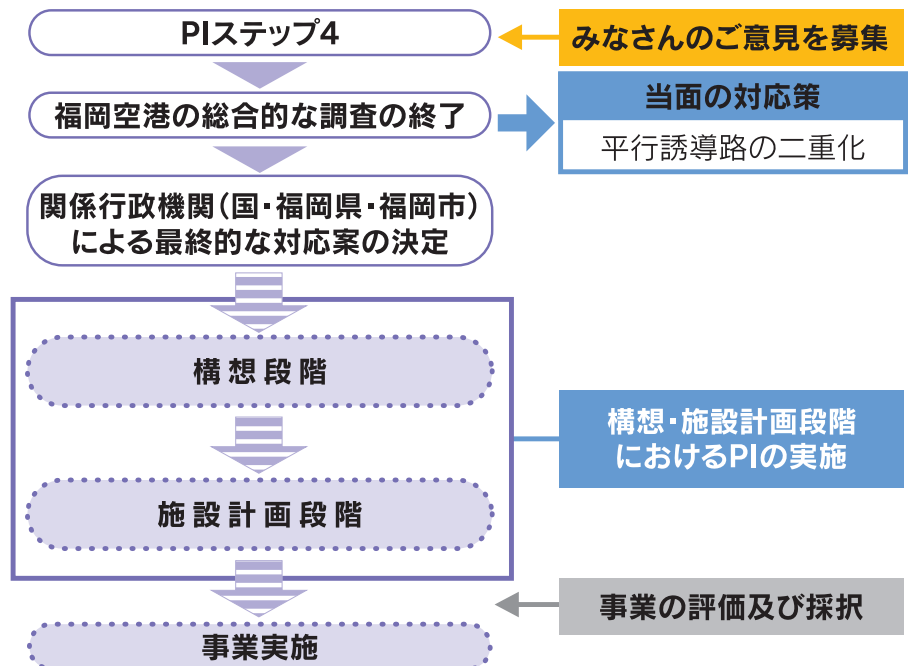 PIステップ4
みなさんのご意見を募集
福岡空港の総合的な調査の終了
当面の対応策
平行誘導路の二重化
関係行政機関(国・福岡県・福岡市)
による最終的な対応案の決定
構想段階
構想・施設計画段階
におけるPIの実施
施設計画段階
事業の評価及び採択
事業実施